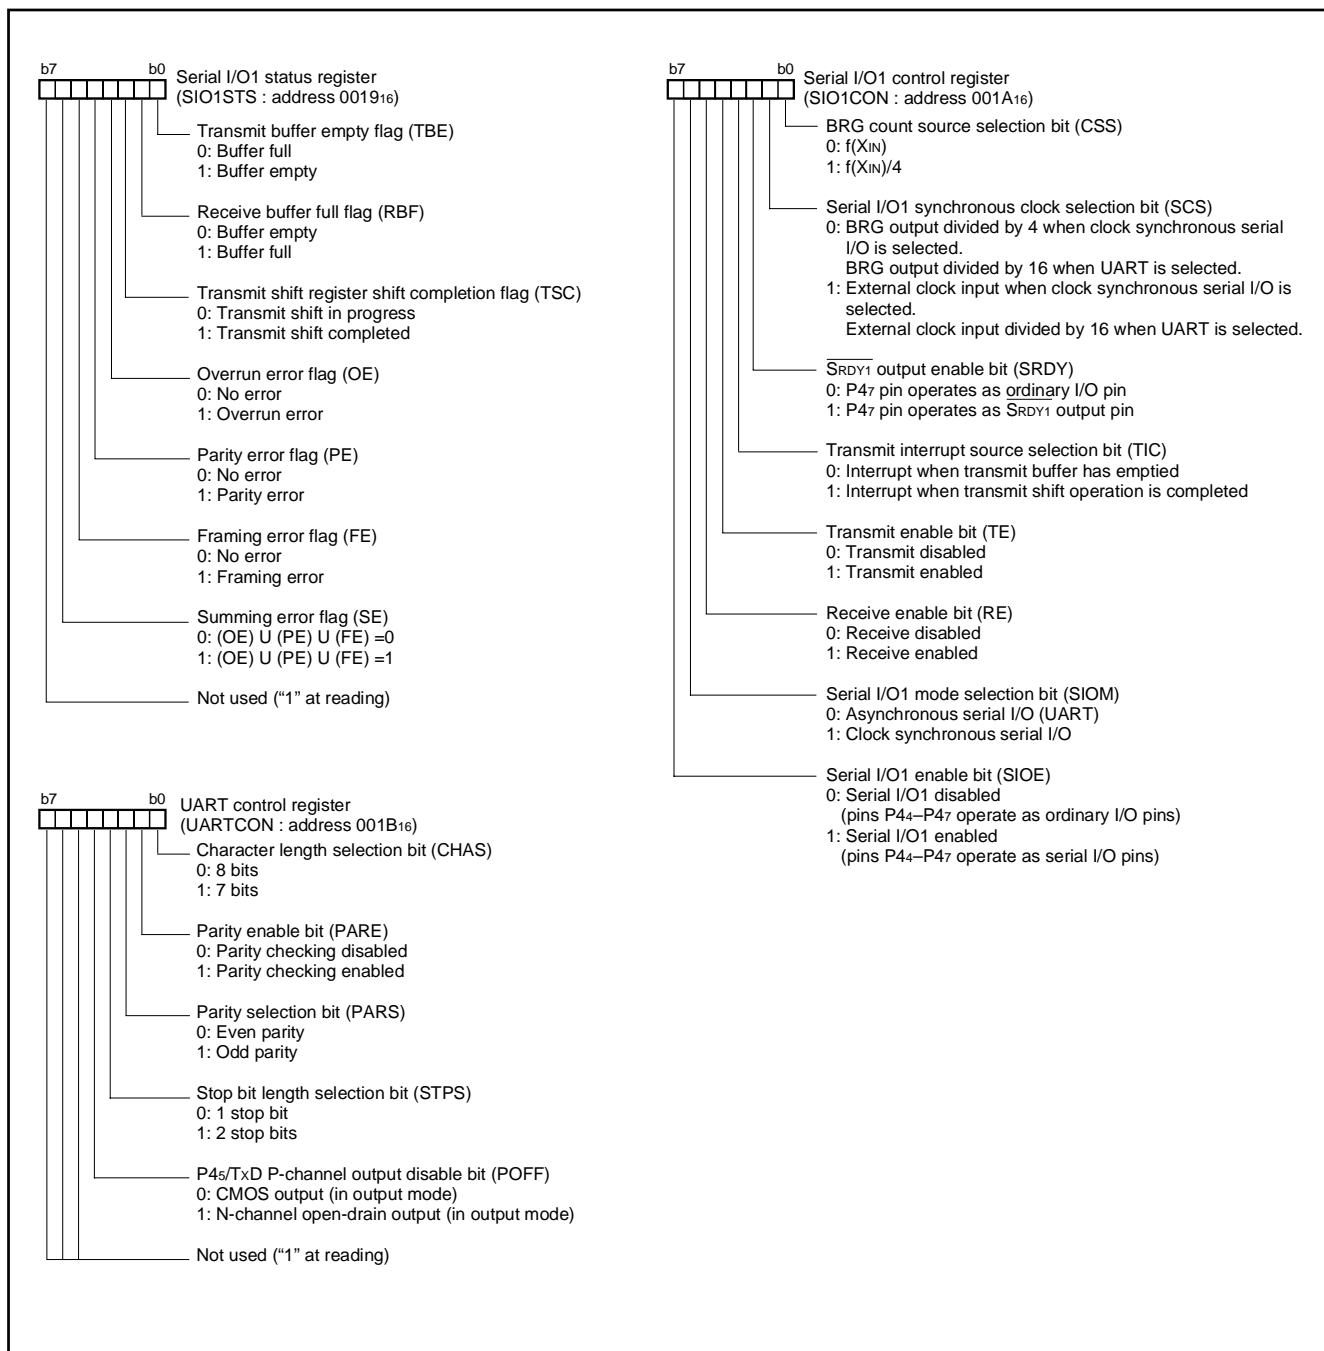 b7 b0 Serial I/O1 status register
(SIO1STS : address 0019₁₆)
Transmit buffer empty flag (TBE)
0: Buffer full
1: Buffer empty
Receive buffer full flag (RBF)
0: Buffer empty
1: Buffer full
Transmit shift register shift completion flag (TSC)
0: Transmit shift in progress
1: Transmit shift completed
Overrun error flag (OE)
0: No error
1: Overrun error
Parity error flag (PE)
0: No error
1: Parity error
Framing error flag (FE)
0: No error
1: Framing error
Summing error flag (SE)
0: (OE) U (PE) U (FE) =0
1: (OE) U (PE) U (FE) =1
Not used (“1” at reading)
b7 b0 UART control register
(UARTCON : address 001B₁₆)
Character length selection bit (CHAS)
0: 8 bits
1: 7 bits
Parity enable bit (PARE)
0: Parity checking disabled
1: Parity checking enabled
Parity selection bit (PARS)
0: Even parity
1: Odd parity
Stop bit length selection bit (STPS)
0: 1 stop bit
1: 2 stop bits
P4₅/TxD P-channel output disable bit (POFF)
0: CMOS output (in output mode)
1: N-channel open-drain output (in output mode)
Not used (“1” at reading)
b7 b0 Serial I/O1 control register
(SIO1CON : address 001A₁₆)
BRG count source selection bit (CSS)
0: f(XIN)
1: f(XIN)/4
Serial I/O1 synchronous clock selection bit (SCS)
0: BRG output divided by 4 when clock synchronous serial
I/O is selected.
BRG output divided by 16 when UART is selected.
1: External clock input when clock synchronous serial I/O is
selected.
External clock input divided by 16 when UART is selected.
S̅R̅D̅Y̅1̅ output enable bit (SRDY)
0: P4₇ pin operates as ordinary I/O pin
1: P4₇ pin operates as S̅R̅D̅Y̅1̅ output pin
Transmit interrupt source selection bit (TIC)
0: Interrupt when transmit buffer has emptied
1: Interrupt when transmit shift operation is completed
Transmit enable bit (TE)
0: Transmit disabled
1: Transmit enabled
Receive enable bit (RE)
0: Receive disabled
1: Receive enabled
Serial I/O1 mode selection bit (SIOM)
0: Asynchronous serial I/O (UART)
1: Clock synchronous serial I/O
Serial I/O1 enable bit (SIOE)
0: Serial I/O1 disabled
(pins P4₄–P4₇ operate as ordinary I/O pins)
1: Serial I/O1 enabled
(pins P4₄–P4₇ operate as serial I/O pins)